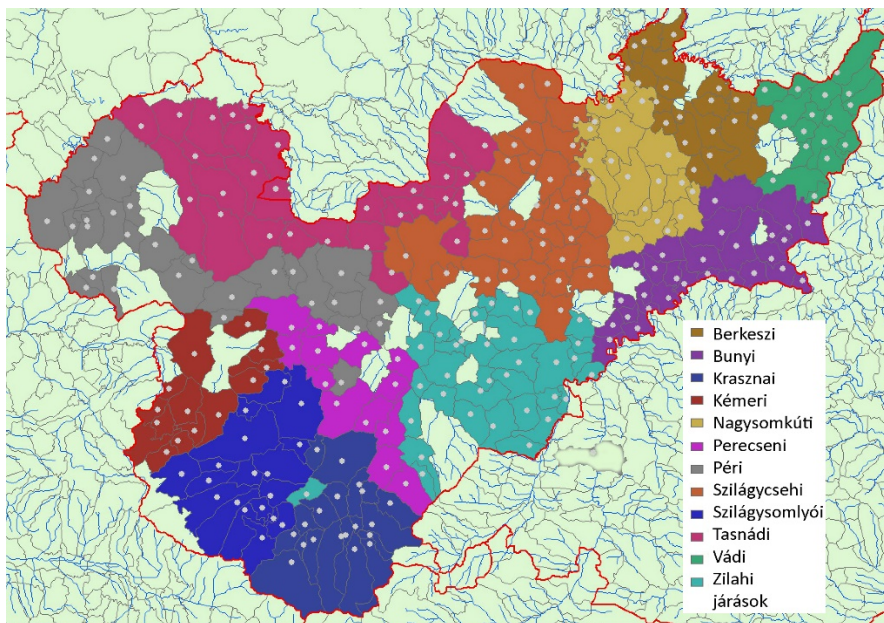 Berkeszi
Bunyi
Krasznai
Kémeri
Nagysomkúti
Perecseni
Péri
Szilágycsehi
Szilágysomlyói
Tasnádi
Vádi
Zilahi
járások